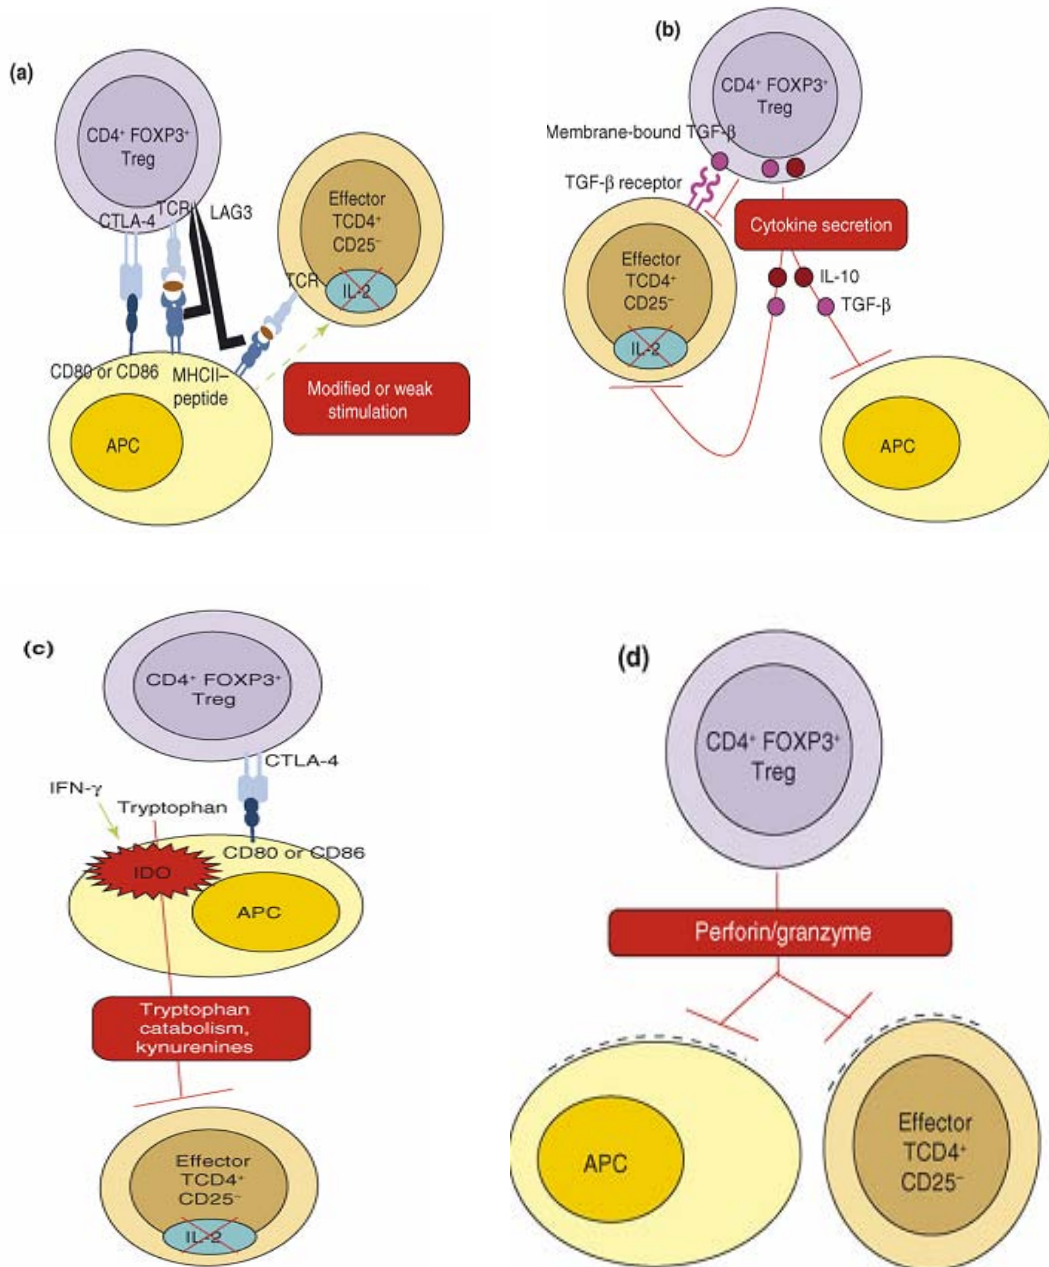 (a)
CD4⁺ FOXP3⁺
Treg
CTLA-4
TCR
LAG3
Effector
TCD4⁺
CD25⁻
IL-2
TCR
CD80 or CD86
MHCII–
peptide
APC
Modified or weak
stimulation
(b)
CD4⁺ FOXP3⁺
Treg
Membrane-bound TGF-β
TGF-β receptor
Cytokine secretion
Effector
TCD4⁺
CD25⁻
IL-2
IL-10
TGF-β
APC
(c)
CD4⁺ FOXP3⁺
Treg
CTLA-4
IFN-γ
Tryptophan
CD80 or CD86
IDO
APC
Tryptophan
catabolism,
kynurenines
Effector
TCD4⁺
CD25⁻
IL-2
(d)
CD4⁺ FOXP3⁺
Treg
Perforin/granzyme
APC
Effector
TCD4⁺
CD25⁻